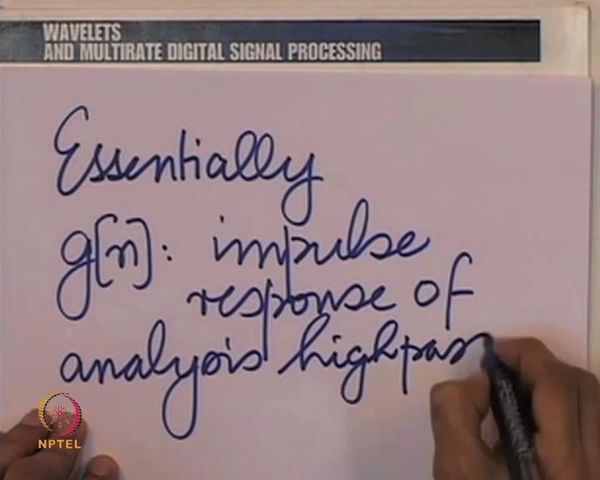 WAVELETS
AND MULTIRATE DIGITAL SIGNAL PROCESSING
Essentially
g[n]: impulse
response of
analysis highpass
NPTEL